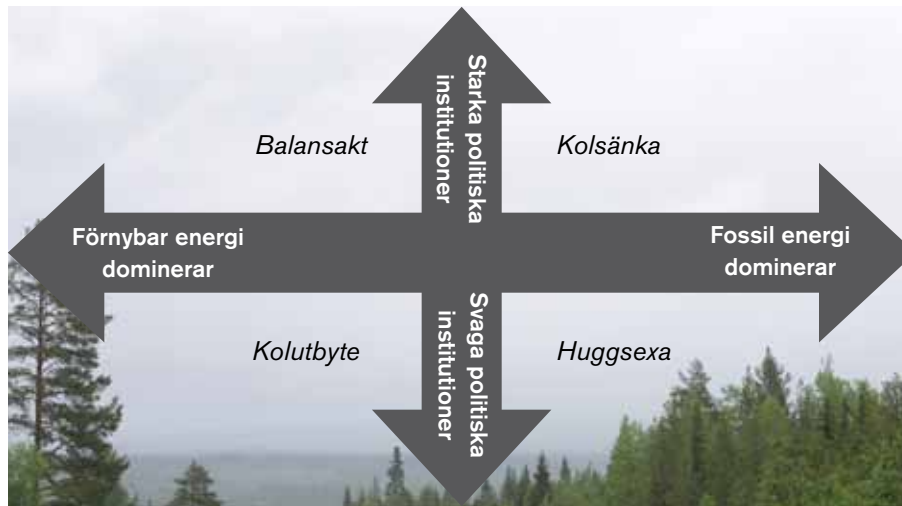 Starka politiska
institutioner
Balansakt
Kolsänka
Förnybar energi
dominerar
Fossil energi
dominerar
Svaga politiska
institutioner
Kolutbyte
Huggsexa